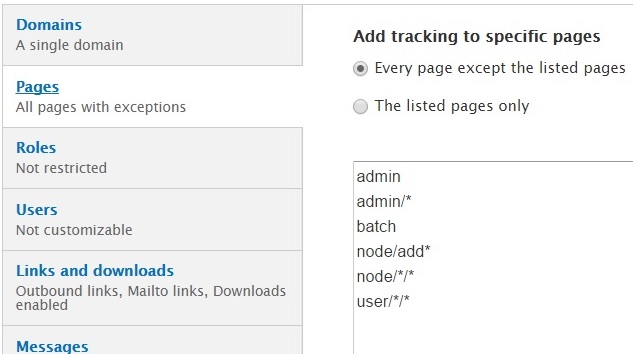 Domains
A single domain
Pages
All pages with exceptions
Roles
Not restricted
Users
Not customizable
Links and downloads
Outbound links, Mailto links, Downloads
enabled
Messages
Add tracking to specific pages
Every page except the listed pages
The listed pages only
admin
admin/*
batch
node/add*
node/*/*
user/*/*